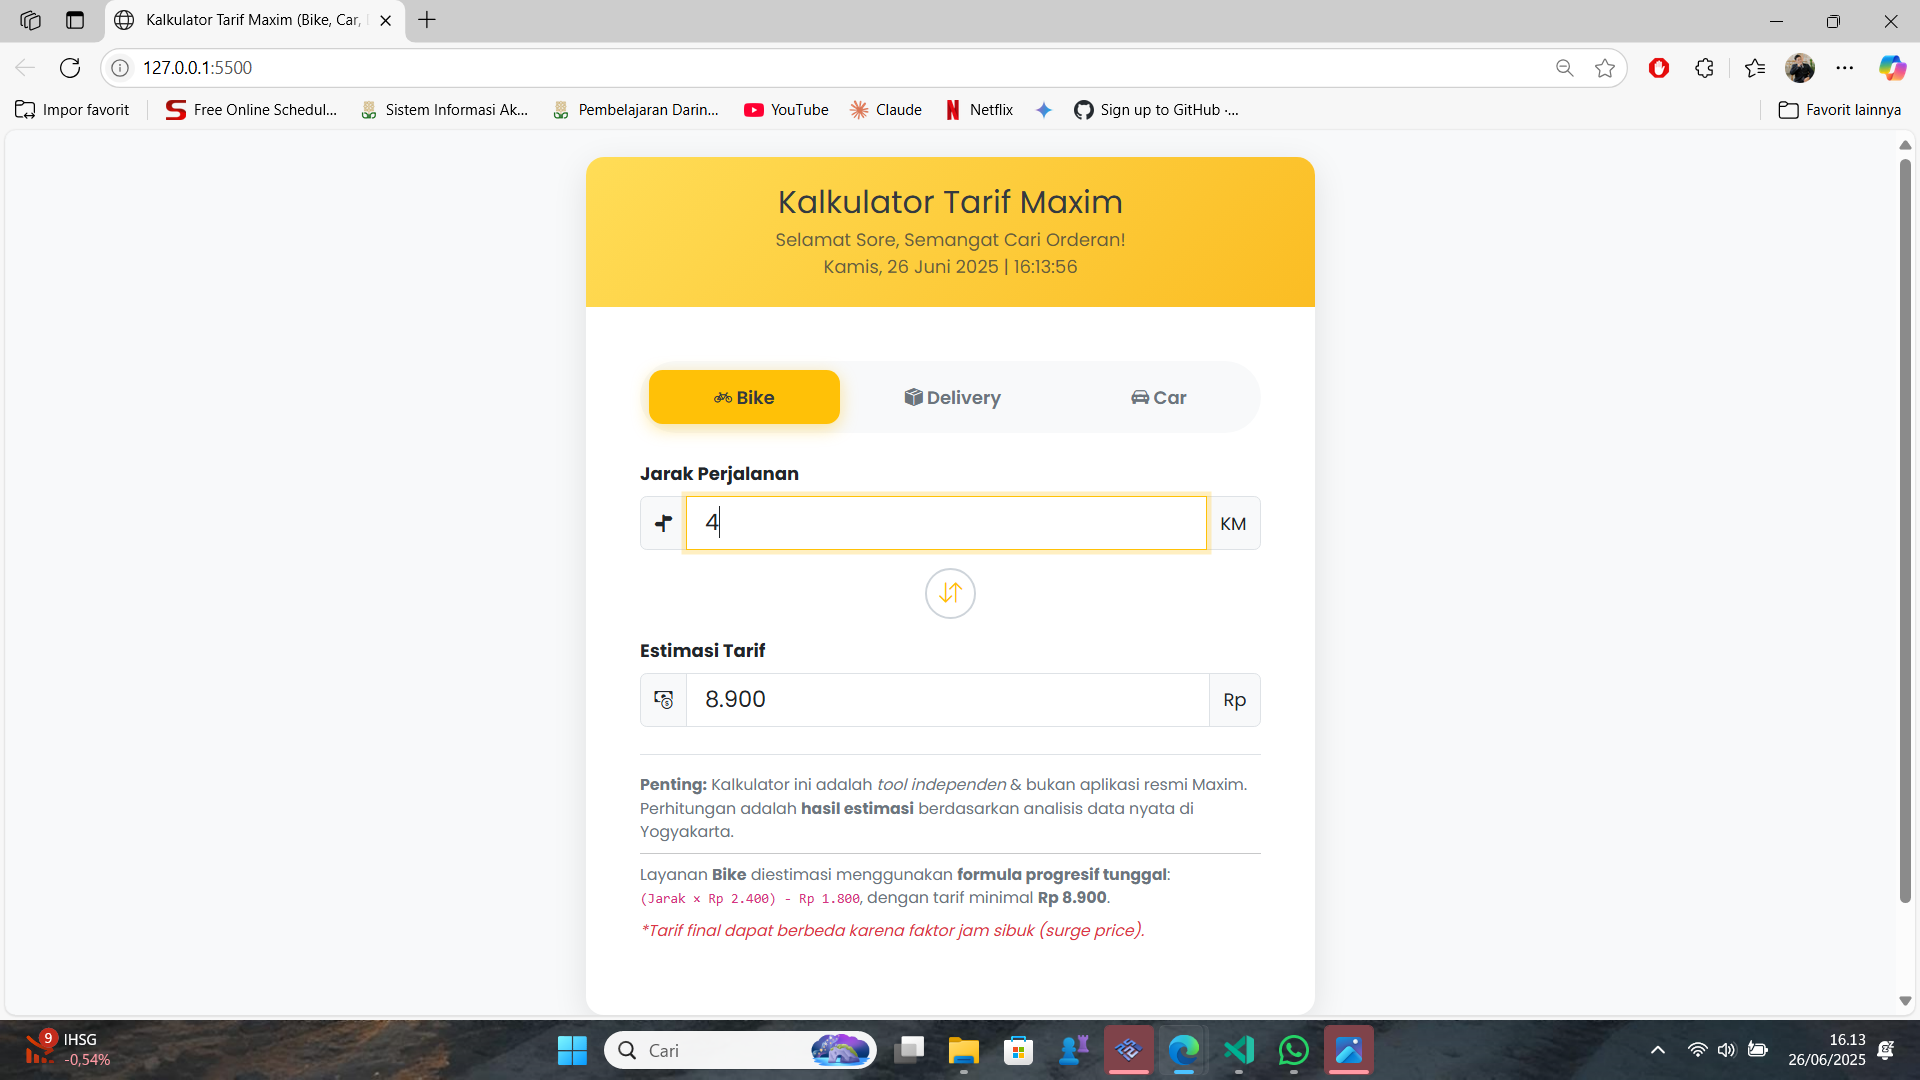 Kalkulator Tarif Maxim (Bike, Car,
127.0.0.1:5500
Impor favorit
Free Online Schedul...
Sistem Informasi Ak...
Pembelajaran Darin...
YouTube
Claude
Netflix
Sign up to GitHub ·...
Favorit lainnya
Kalkulator Tarif Maxim
Selamat Sore, Semangat Cari Orderan!
Kamis, 26 Juni 2025 | 16:13:56
Bike
Delivery
Car
Jarak Perjalanan
4
KM
Estimasi Tarif
8.900
Rp
Penting: Kalkulator ini adalah tool independen & bukan aplikasi resmi Maxim.
Perhitungan adalah hasil estimasi berdasarkan analisis data nyata di
Yogyakarta.
Layanan Bike diestimasi menggunakan formula progresif tunggal:
(Jarak × Rp 2.400) - Rp 1.800, dengan tarif minimal Rp 8.900.
*Tarif final dapat berbeda karena faktor jam sibuk (surge price).
9
IHSG
-0,54%
Cari
16.13
26/06/2025